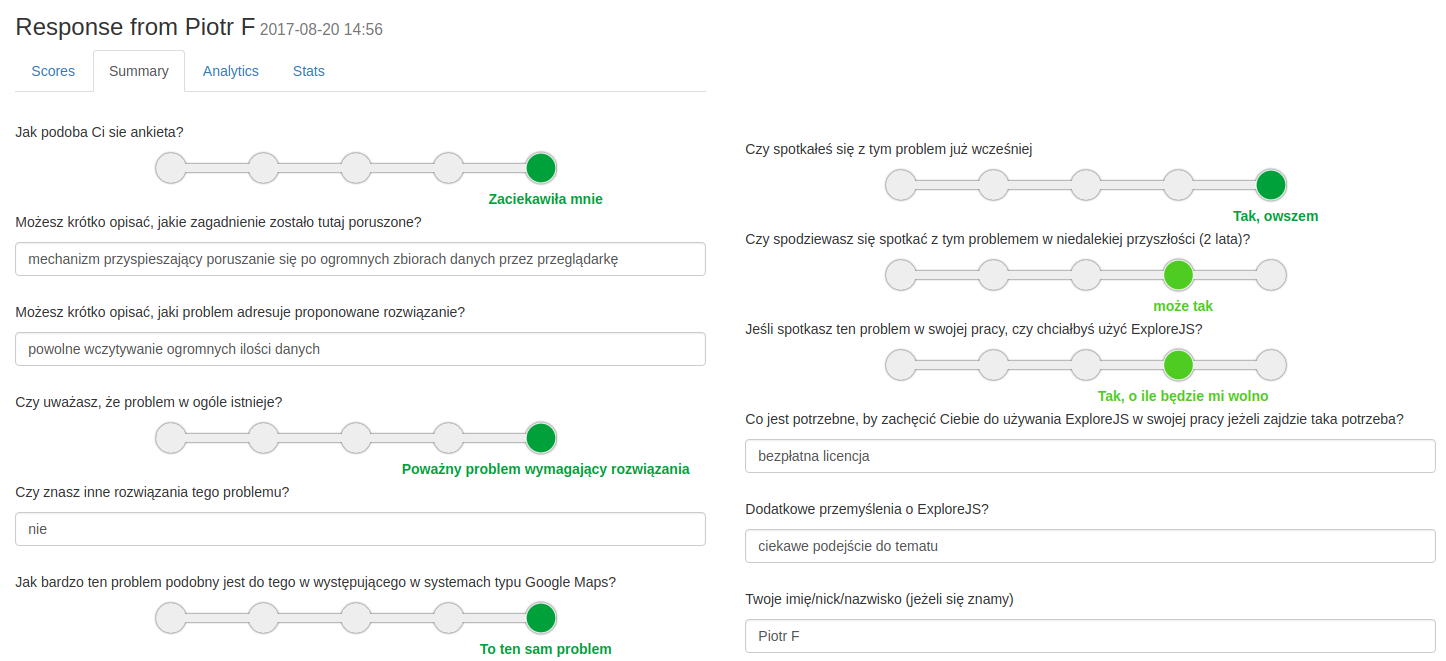 Response from Piotr F 2017-08-20 14:56
Scores Summary Analytics Stats
Jak podoba Ci sie ankieta?
Zaciekawiła mnie
Możesz krótko opisać, jakie zagadnienie zostało tutaj poruszone?
mechanizm przyspieszający poruszanie się po ogromnych zbiorach danych przez przeglądarkę
Możesz krótko opisać, jaki problem adresuje proponowane rozwiązanie?
powolne wczytywanie ogromnych ilości danych
Czy uważasz, że problem w ogóle istnieje?
Poważny problem wymagający rozwiązania
Czy znasz inne rozwiązania tego problemu?
nie
Jak bardzo ten problem podobny jest do tego w występującego w systemach typu Google Maps?
To ten sam problem
Czy spotkałeś się z tym problem już wcześniej
Tak, owszem
Czy spodziewasz się spotkać z tym problemem w niedalekiej przyszłości (2 lata)?
może tak
Jeśli spotkasz ten problem w swojej pracy, czy chciałbyś użyć ExploreJS?
Tak, o ile będzie mi wolno
Co jest potrzebne, by zachęcić Ciebie do używania ExploreJS w swojej pracy jeżeli zajdzie taka potrzeba?
bezpłatna licencja
Dodatkowe przemyślenia o ExploreJS?
ciekawe podejście do tematu
Twoje imię/nick/nazwisko (jeżeli się znamy)
Piotr F